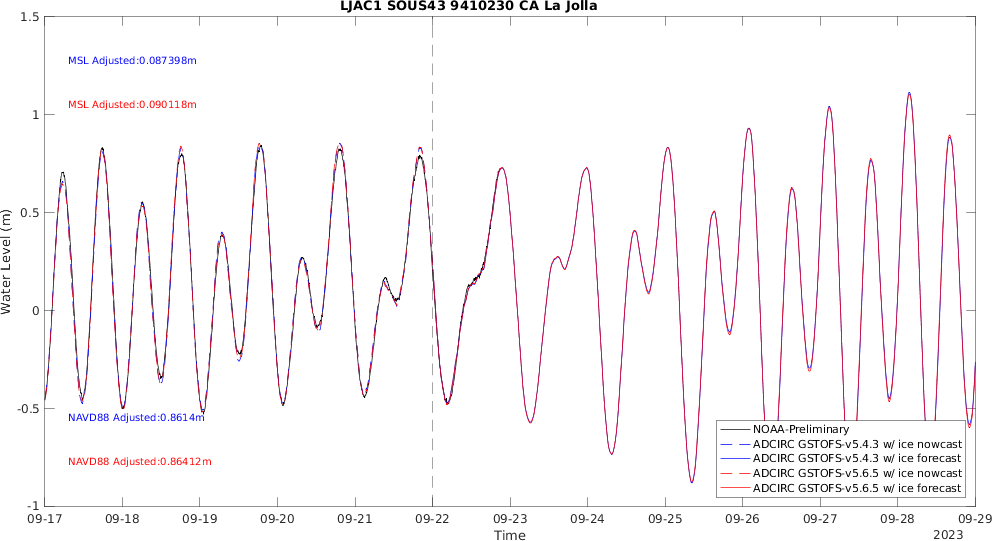 LJAC1 SOUS43 9410230 CA La Jolla
1.5
MSL Adjusted:0.087398m
MSL Adjusted:0.090118m
1
0.5
Water Level (m)
0
-0.5
NAVD88 Adjusted:0.8614m
NAVD88 Adjusted:0.86412m
-1
NOAA-Preliminary
ADCIRC GSTOFS-v5.4.3 w/ ice nowcast
ADCIRC GSTOFS-v5.4.3 w/ ice forecast
ADCIRC GSTOFS-v5.6.5 w/ ice nowcast
ADCIRC GSTOFS-v5.6.5 w/ ice forecast
09-17 09-18 09-19 09-20 09-21 09-22 09-23 09-24 09-25 09-26 09-27 09-28 09-29
Time
2023